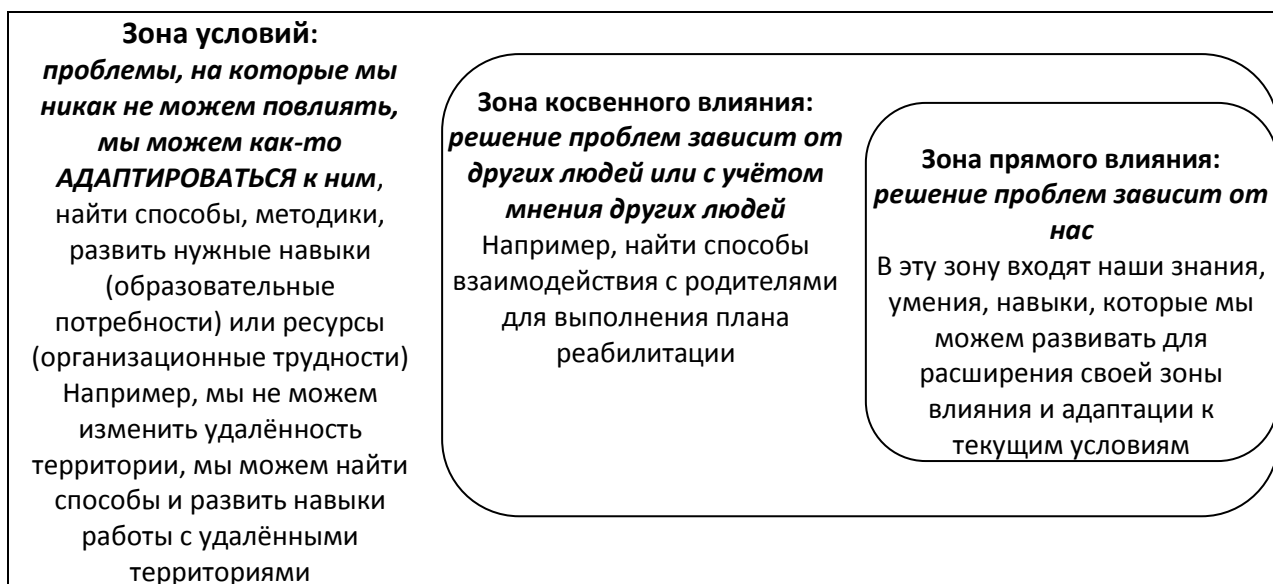 Зона условий:
проблемы, на которые мы
никак не можем повлиять,
мы можем как-то
АДАПТИРОВАТЬСЯ к ним,
найти способы, методики,
развить нужные навыки
(образовательные
потребности) или ресурсы
(организационные трудности)
Например, мы не можем
изменить удалённость
территории, мы можем найти
способы и развить навыки
работы с удалёнными
территориями
Зона косвенного влияния:
решение проблем зависит от
других людей или с учётом
мнения других людей
Например, найти способы
взаимодействия с родителями
для выполнения плана
реабилитации
Зона прямого влияния:
решение проблем зависит от
нас
В эту зону входят наши знания,
умения, навыки, которые мы
можем развивать для
расширения своей зоны
влияния и адаптации к
текущим условиям